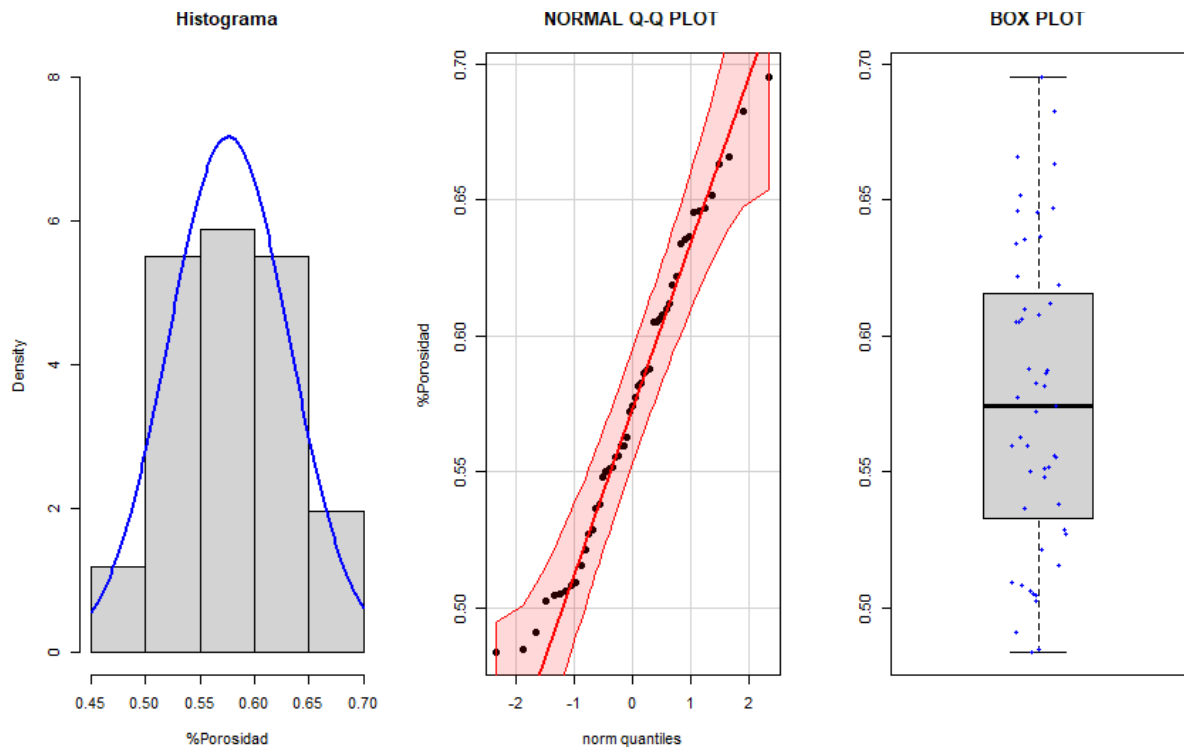 Histograma
8
6
4
2
0
Density
0.45 0.50 0.55 0.60 0.65 0.70
%Porosidad
NORMAL Q-Q PLOT
0.70
0.65
0.60
0.55
0.50
%Porosidad
-2 -1 0 1 2
norm quantiles
BOX PLOT
0.70
0.65
0.60
0.55
0.50